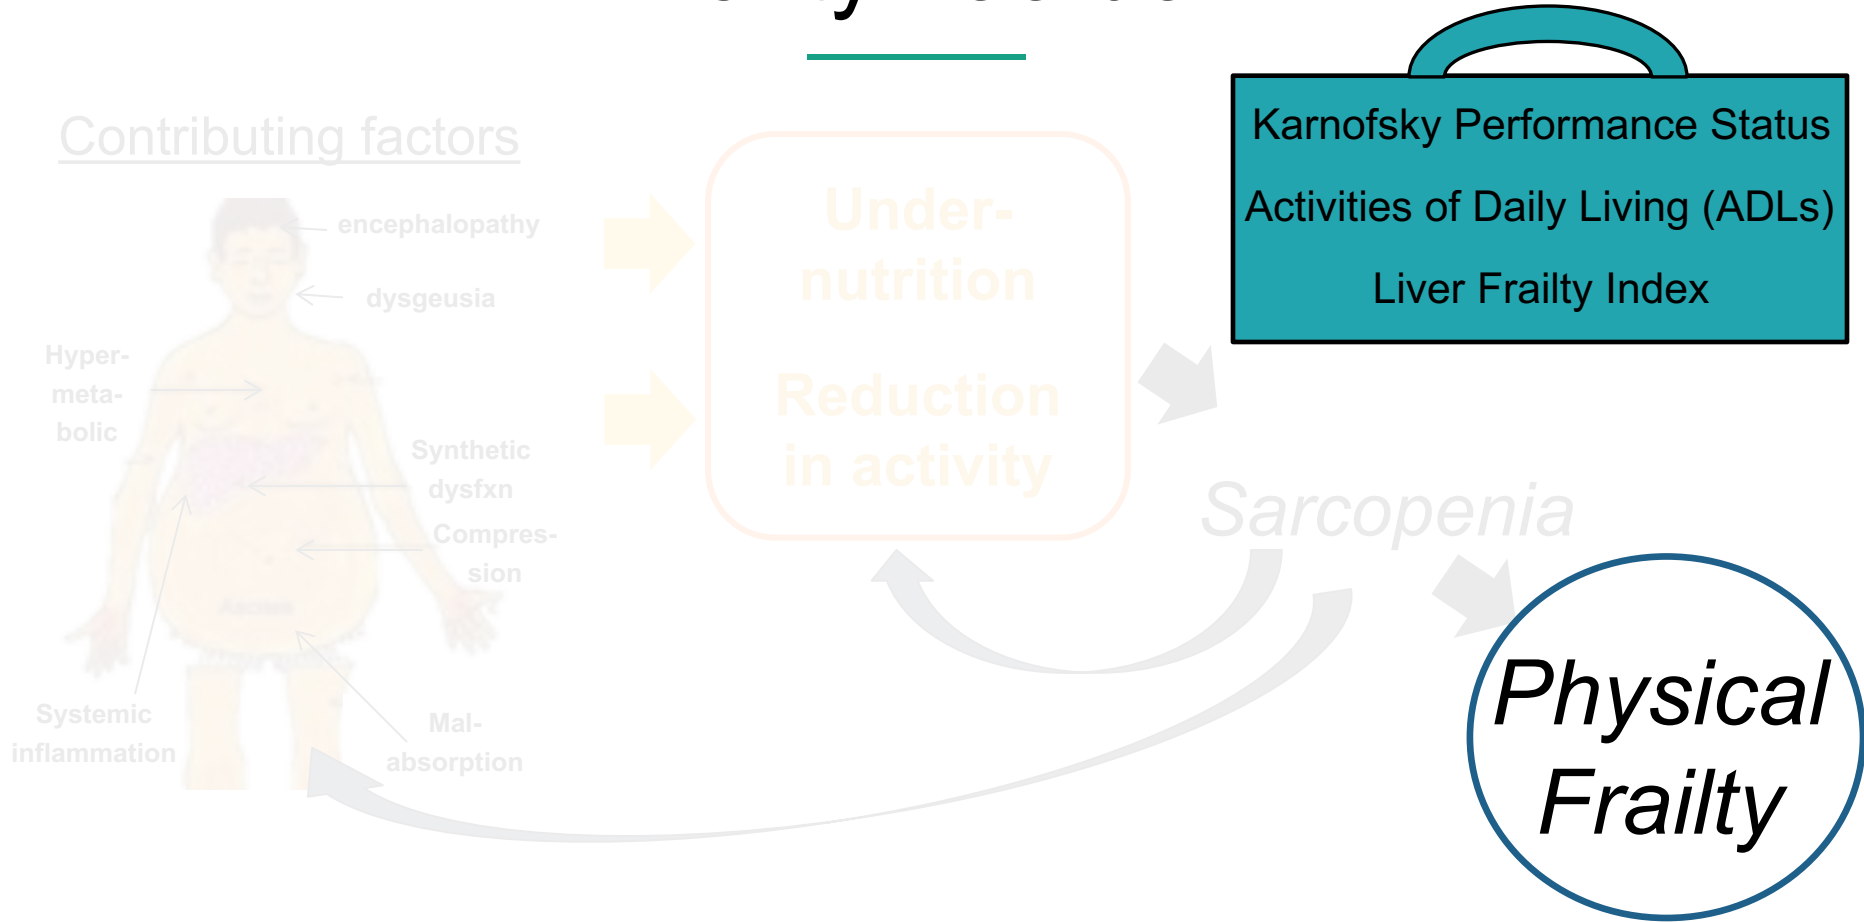 Karnofsky Performance Status
Activities of Daily Living (ADLs)
Liver Frailty Index
Contributing factors
encephalopathy
dysgeusia
Hyper-
meta-
bolic
Synthetic
dysfxn
Compres-
sion
Ascites
Systemic
inflammation
Mal-
absorption
Under-
nutrition
Reduction
in activity
Sarcopenia
Physical
Frailty